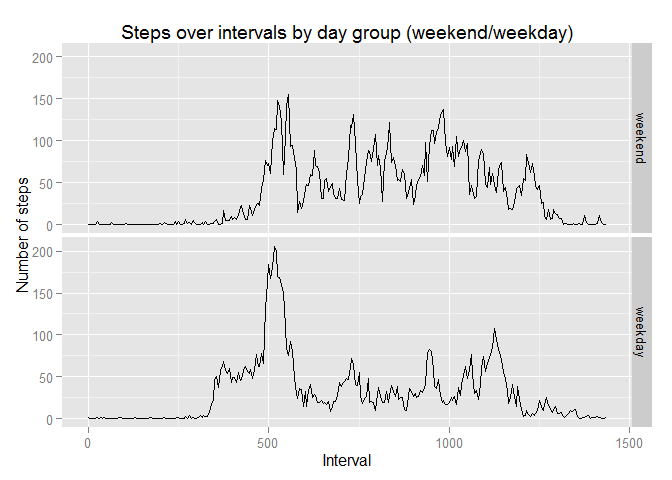 Steps over intervals by day group (weekend/weekday)
Number of steps
200
150
100
50
0
weekend
200
150
100
50
0
weekday
0 500 1000 1500
Interval